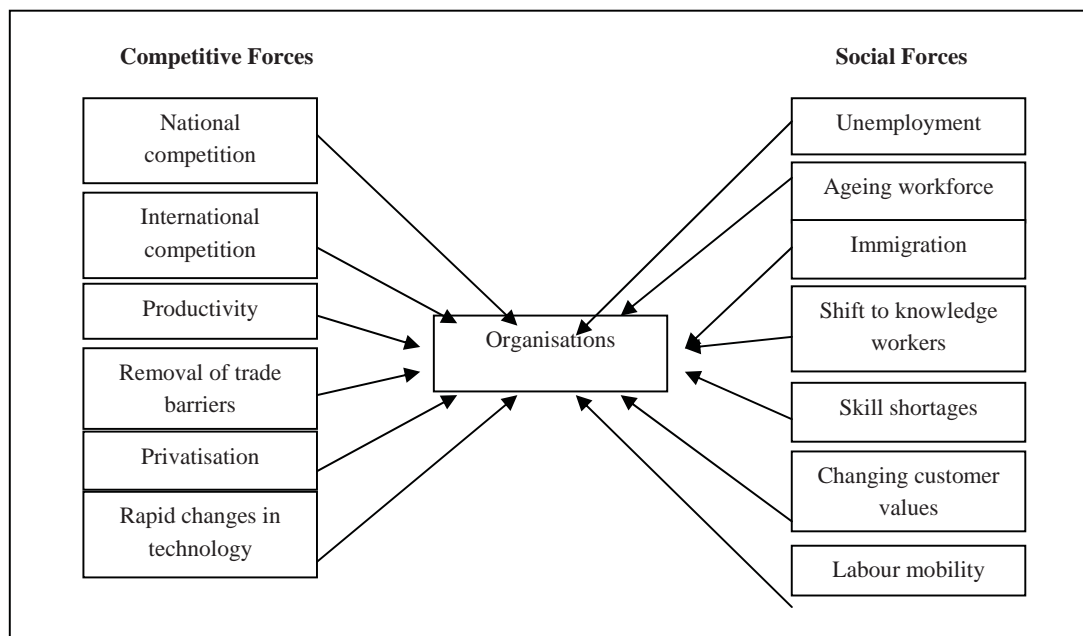 Competitive Forces
National
competition
International
competition
Productivity
Removal of trade
barriers
Privatisation
Rapid changes in
technology
Organisations
Social Forces
Unemployment
Ageing workforce
Immigration
Shift to knowledge
workers
Skill shortages
Changing customer
values
Labour mobility